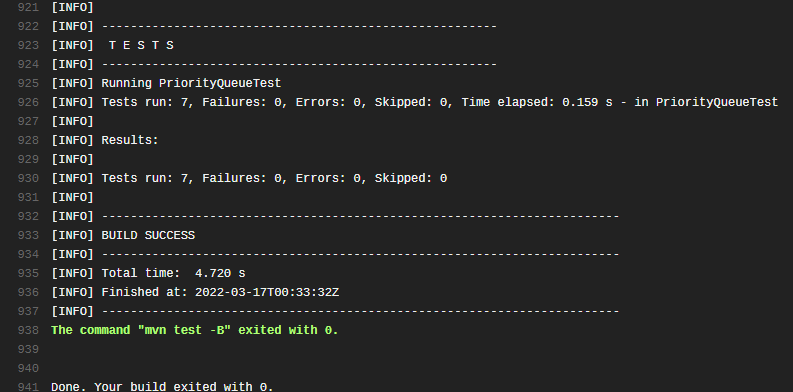 921 [INFO]
922 [INFO] -------------------------------------------------------
923 [INFO]  T E S T S
924 [INFO] -------------------------------------------------------
925 [INFO] Running PriorityQueueTest
926 [INFO] Tests run: 7, Failures: 0, Errors: 0, Skipped: 0, Time elapsed: 0.159 s - in PriorityQueueTest
927 [INFO]
928 [INFO] Results:
929 [INFO]
930 [INFO] Tests run: 7, Failures: 0, Errors: 0, Skipped: 0
931 [INFO]
932 [INFO] ------------------------------------------------------------------------
933 [INFO] BUILD SUCCESS
934 [INFO] ------------------------------------------------------------------------
935 [INFO] Total time:  4.720 s
936 [INFO] Finished at: 2022-03-17T00:33:32Z
937 [INFO] ------------------------------------------------------------------------
938 The command "mvn test -B" exited with 0.
939
940
941 Done. Your build exited with 0.